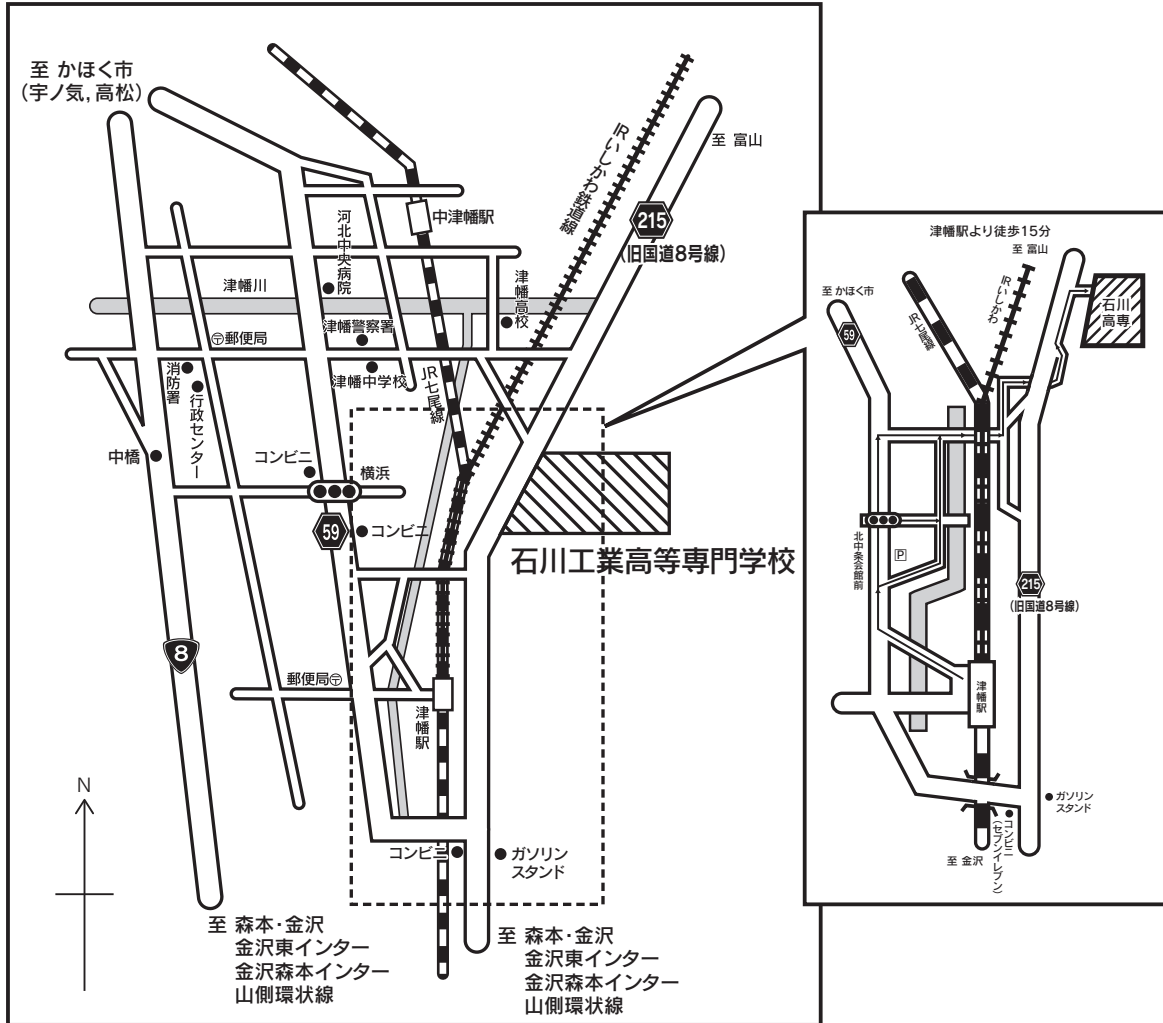 至 かほく市
(宇ノ気,高松)
中津幡駅
IRいしかわ鉄道線
至 富山
215
(旧国道8号線)
河北中央病院
津幡川
津幡高校
〒郵便局
津幡警察署
消防署
行政センター
津幡中学校
JR七尾線
中橋
コンビニ
横浜
59
コンビニ
石川工業高等専門学校
8
郵便局〒
津幡駅
N
コンビニ
ガソリン
スタンド
至 森本・金沢
金沢東インター
金沢森本インター
山側環状線
至 森本・金沢
金沢東インター
金沢森本インター
山側環状線
津幡駅より徒歩15分
至 富山
至 かほく市
59
JR七尾線
IRいしかわ
石川
高専
北中条会館前
P
215
(旧国道8号線)
津幡駅
ガソリン
スタンド
コンビニ
(セブンイレブン)
至 金沢